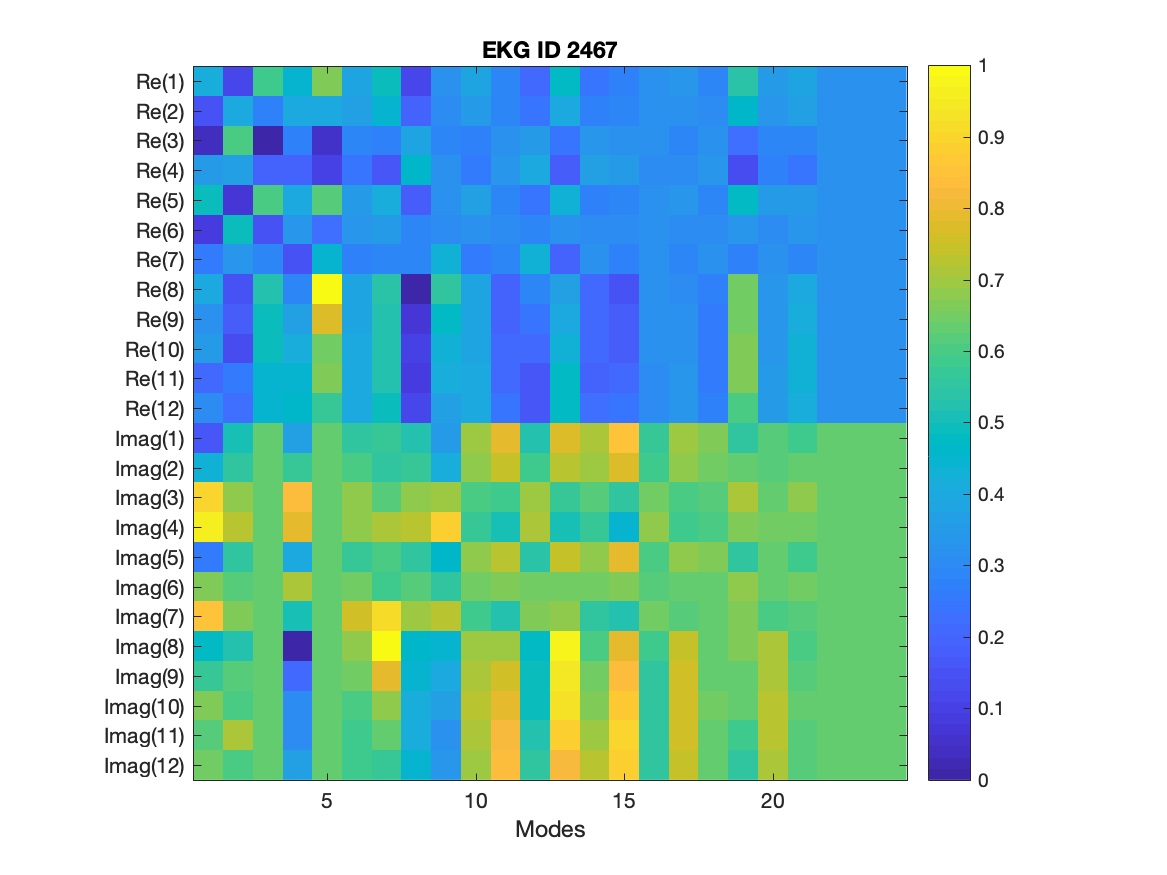 EKG ID 2467
Re(1)
Re(2)
Re(3)
Re(4)
Re(5)
Re(6)
Re(7)
Re(8)
Re(9)
Re(10)
Re(11)
Re(12)
Imag(1)
Imag(2)
Imag(3)
Imag(4)
Imag(5)
Imag(6)
Imag(7)
Imag(8)
Imag(9)
Imag(10)
Imag(11)
Imag(12)
5 10 15 20
Modes
1
0.9
0.8
0.7
0.6
0.5
0.4
0.3
0.2
0.1
0